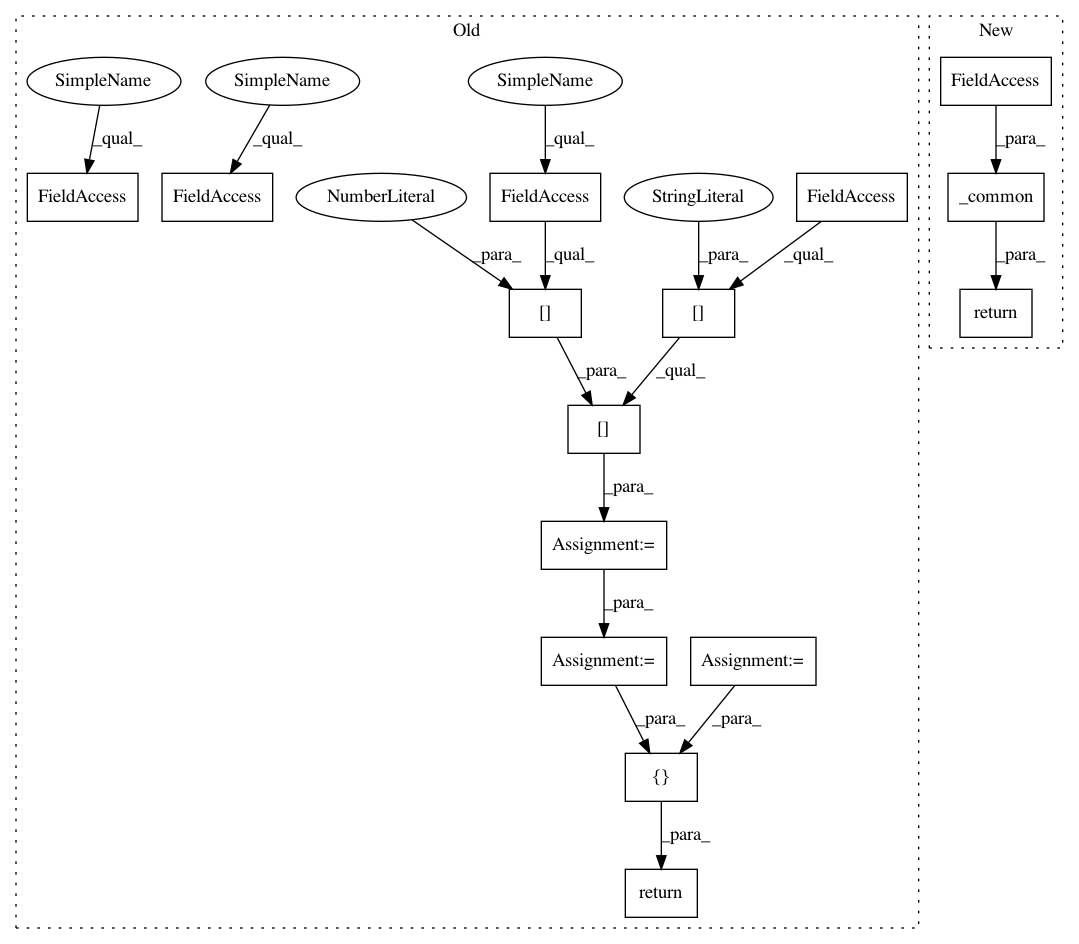 Old
New
SimpleName
SimpleName
SimpleName
FieldAccess
_qual_
_qual_
_qual_
_para_
FieldAccess
FieldAccess
NumberLiteral
FieldAccess
StringLiteral
FieldAccess
_common
_para_
_qual_
_para_
_qual_
_para_
[]
[]
return
_para_
_qual_
[]
_para_
Assignment:=
_para_
Assignment:=
Assignment:=
_para_
_para_
{}
_para_
return